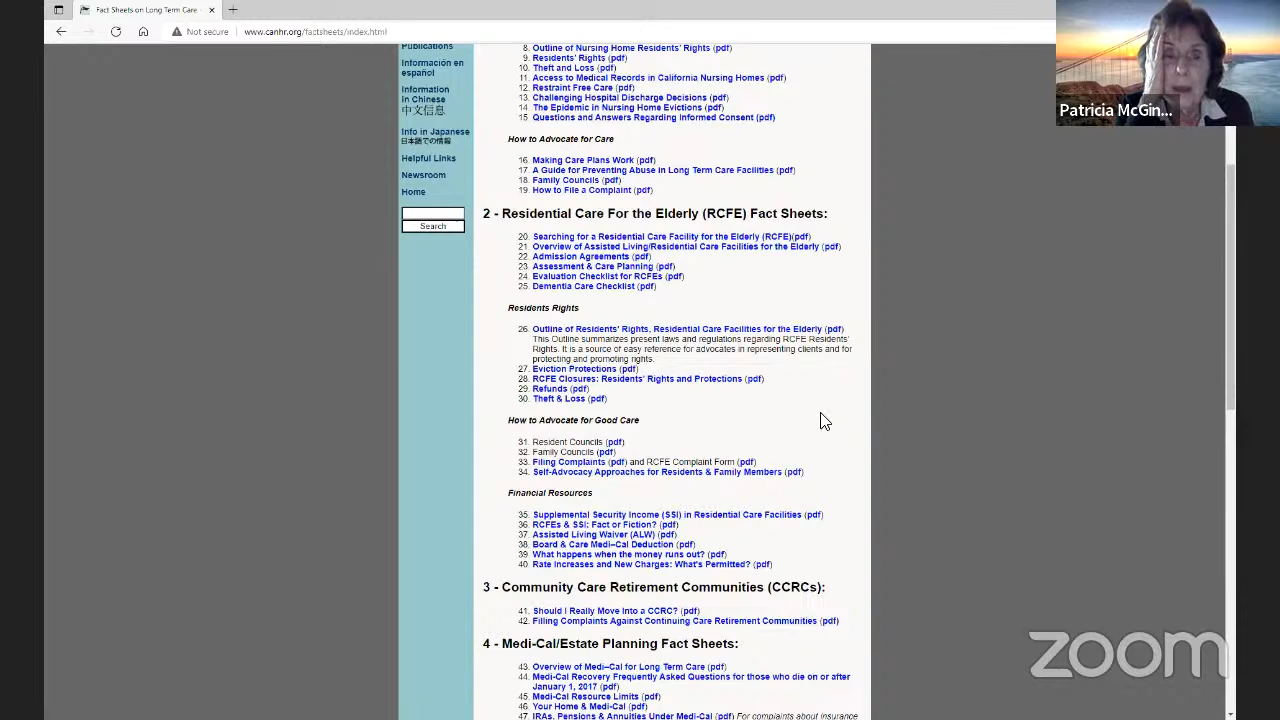 Fact Sheets on Long Term Care -
Not secure
www.canhr.org/factsheets/index.html
Patricia McGin...
Publications
Información en
español
Information
in Chinese
中文信息
Info in Japanese
日本語での情報
Helpful Links
Newsroom
Home
Search
8. Outline of Nursing Home Residents' Rights (pdf)
9. Residents' Rights (pdf)
10. Theft and Loss (pdf)
11. Access to Medical Records in California Nursing Homes (pdf)
12. Restraint Free Care (pdf)
13. Challenging Hospital Discharge Decisions (pdf)
14. The Epidemic in Nursing Home Evictions (pdf)
15. Questions and Answers Regarding Informed Consent (pdf)
How to Advocate for Care
16. Making Care Plans Work (pdf)
17. A Guide for Preventing Abuse in Long Term Care Facilities (pdf)
18. Family Councils (pdf)
19. How to File a Complaint (pdf)
2 - Residential Care For the Elderly (RCFE) Fact Sheets:
20. Searching for a Residential Care Facility for the Elderly (RCFE)(pdf)
21. Overview of Assisted Living/Residential Care Facilities for the Elderly (pdf)
22. Admission Agreements (pdf)
23. Assessment & Care Planning (pdf)
24. Evaluation Checklist for RCFEs (pdf)
25. Dementia Care Checklist (pdf)
Residents Rights
26. Outline of Residents' Rights, Residential Care Facilities for the Elderly (pdf)
This Outline summarizes present laws and regulations regarding RCFE Residents'
Rights. It is a source of easy reference for advocates in representing clients and for
protecting and promoting rights.
27. Eviction Protections (pdf)
28. RCFE Closures: Residents' Rights and Protections (pdf)
29. Refunds (pdf)
30. Theft & Loss (pdf)
How to Advocate for Good Care
31. Resident Councils (pdf)
32. Family Councils (pdf)
33. Filing Complaints (pdf) and RCFE Complaint Form (pdf)
34. Self-Advocacy Approaches for Residents & Family Members (pdf)
Financial Resources
35. Supplemental Security Income (SSI) in Residential Care Facilities (pdf)
36. RCFEs & SSI: Fact or Fiction? (pdf)
37. Assisted Living Waiver (ALW) (pdf)
38. Board & Care Medi–Cal Deduction (pdf)
39. What happens when the money runs out? (pdf)
40. Rate Increases and New Charges: What's Permitted? (pdf)
3 - Community Care Retirement Communities (CCRCs):
41. Should I Really Move Into a CCRC? (pdf)
42. Filling Complaints Against Continuing Care Retirement Communities (pdf)
4 - Medi-Cal/Estate Planning Fact Sheets:
43. Overview of Medi–Cal for Long Term Care (pdf)
44. Medi-Cal Recovery Frequently Asked Questions for those who die on or after
January 1, 2017 (pdf)
45. Medi-Cal Resource Limits (pdf)
46. Your Home & Medi-Cal (pdf)
47. IRAs, Pensions & Annuities Under Medi-Cal (pdf) For complaints about insurance
zoom